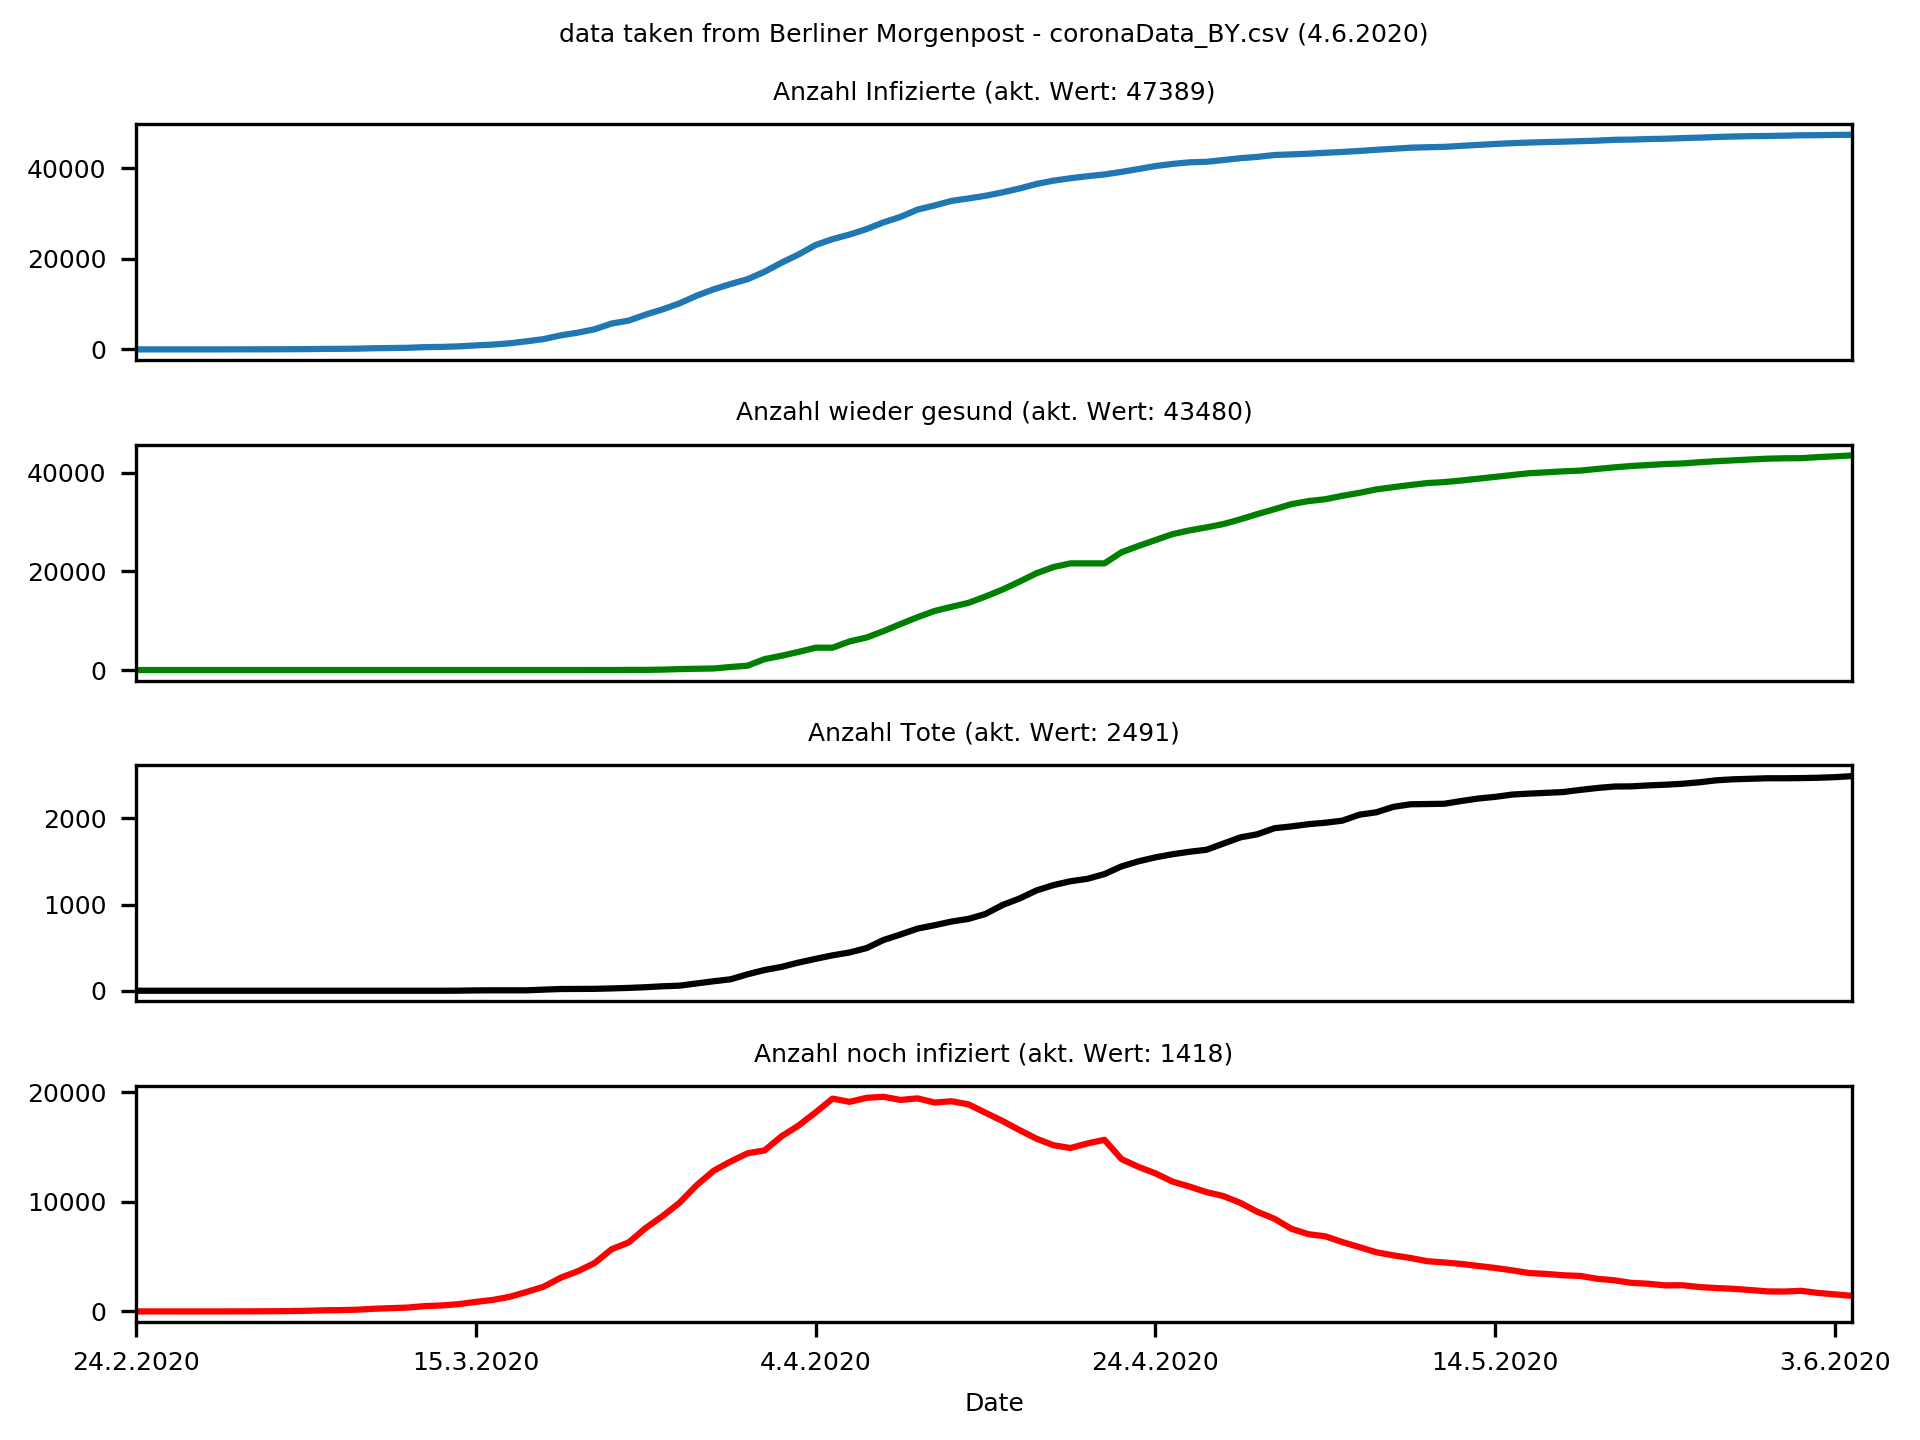 data taken from Berliner Morgenpost - coronaData_BY.csv (4.6.2020)
Anzahl Infizierte (akt. Wert: 47389)
40000
20000
0
Anzahl wieder gesund (akt. Wert: 43480)
40000
20000
0
Anzahl Tote (akt. Wert: 2491)
2000
1000
0
Anzahl noch infiziert (akt. Wert: 1418)
20000
10000
0
24.2.2020 15.3.2020 4.4.2020 24.4.2020 14.5.2020 3.6.2020
Date